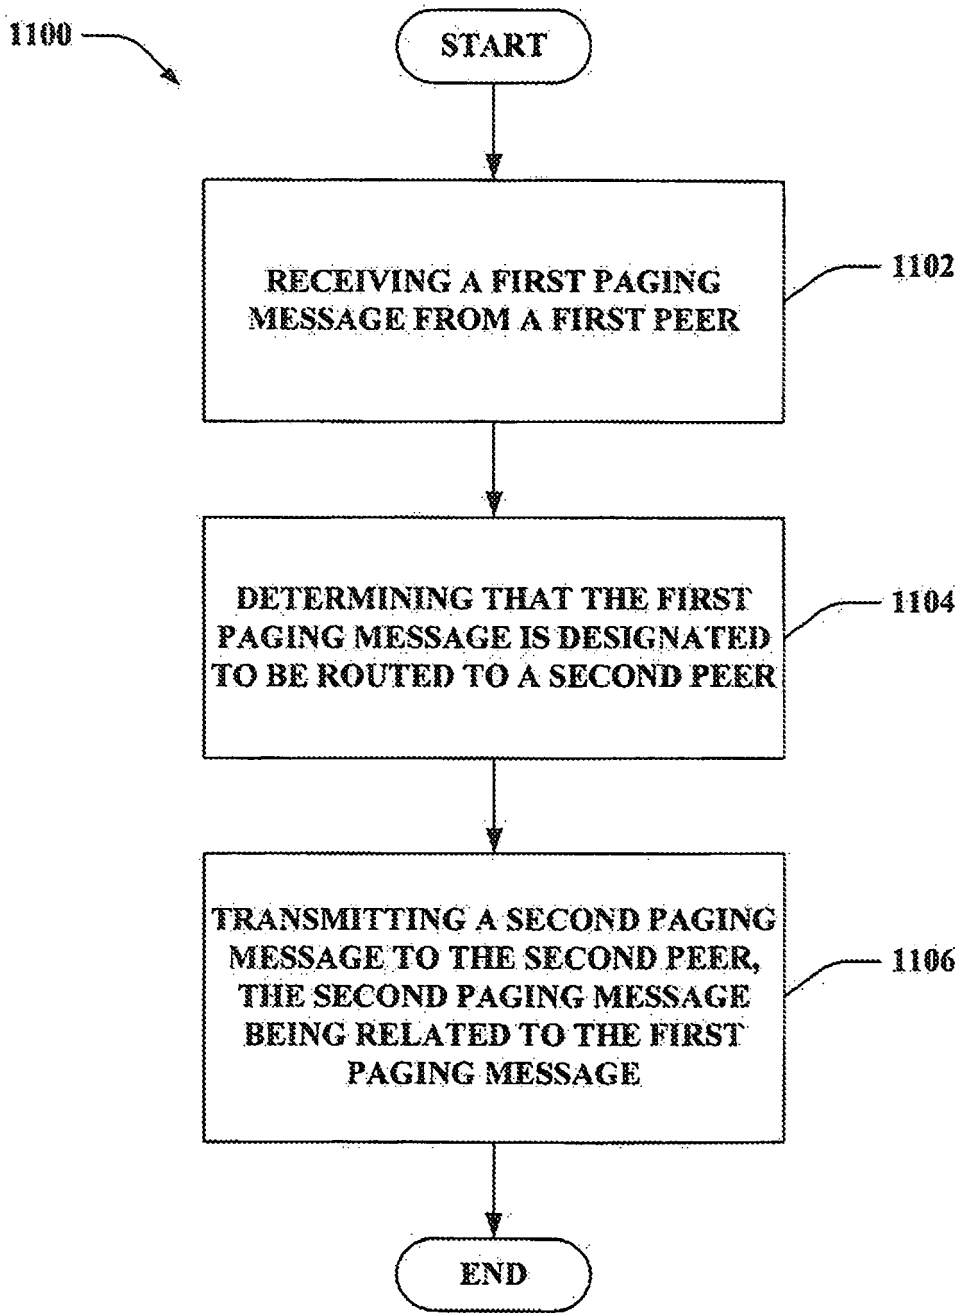 1100
START
RECEIVING A FIRST PAGING
MESSAGE FROM A FIRST PEER
1102
DETERMINING THAT THE FIRST
PAGING MESSAGE IS DESIGNATED
TO BE ROUTED TO A SECOND PEER
1104
TRANSMITTING A SECOND PAGING
MESSAGE TO THE SECOND PEER,
THE SECOND PAGING MESSAGE
BEING RELATED TO THE FIRST
PAGING MESSAGE
1106
END